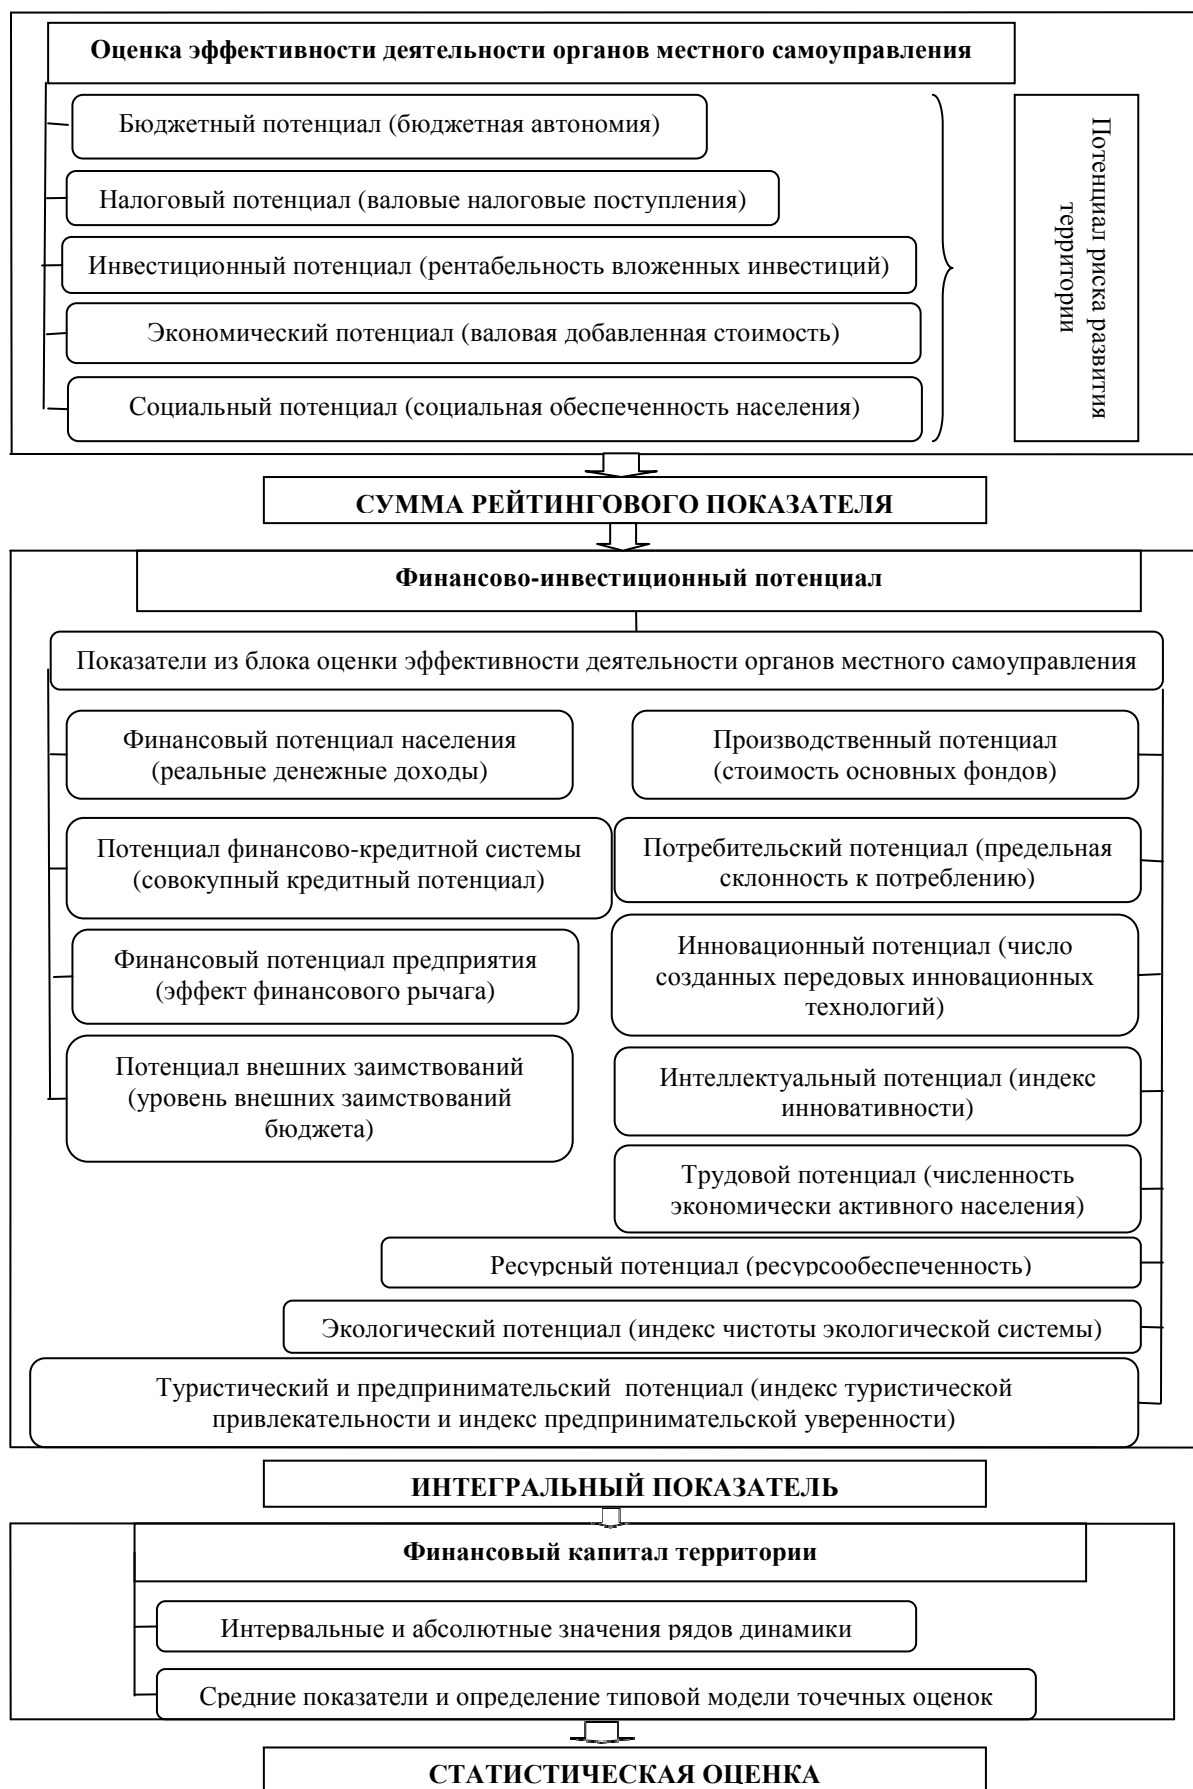 Оценка эффективности деятельности органов местного самоуправления
Бюджетный потенциал (бюджетная автономия)
Налоговый потенциал (валовые налоговые поступления)
Инвестиционный потенциал (рентабельность вложенных инвестиций)
Экономический потенциал (валовая добавленная стоимость)
Социальный потенциал (социальная обеспеченность населения)
Потенциал риска развития
территории
СУММА РЕЙТИНГОВОГО ПОКАЗАТЕЛЯ
Финансово-инвестиционный потенциал
Показатели из блока оценки эффективности деятельности органов местного самоуправления
Финансовый потенциал населения
(реальные денежные доходы)
Потенциал финансово-кредитной системы
(совокупный кредитный потенциал)
Финансовый потенциал предприятия
(эффект финансового рычага)
Потенциал внешних заимствований
(уровень внешних заимствований
бюджета)
Производственный потенциал
(стоимость основных фондов)
Потребительский потенциал (предельная
склонность к потреблению)
Инновационный потенциал (число
созданных передовых инновационных
технологий)
Интеллектуальный потенциал (индекс
инновативности)
Трудовой потенциал (численность
экономически активного населения)
Ресурсный потенциал (ресурсообеспеченность)
Экологический потенциал (индекс чистоты экологической системы)
Туристический и предпринимательский потенциал (индекс туристической
привлекательности и индекс предпринимательской уверенности)
ИНТЕГРАЛЬНЫЙ ПОКАЗАТЕЛЬ
Финансовый капитал территории
Интервальные и абсолютные значения рядов динамики
Средние показатели и определение типовой модели точечных оценок
СТАТИСТИЧЕСКАЯ ОЦЕНКА